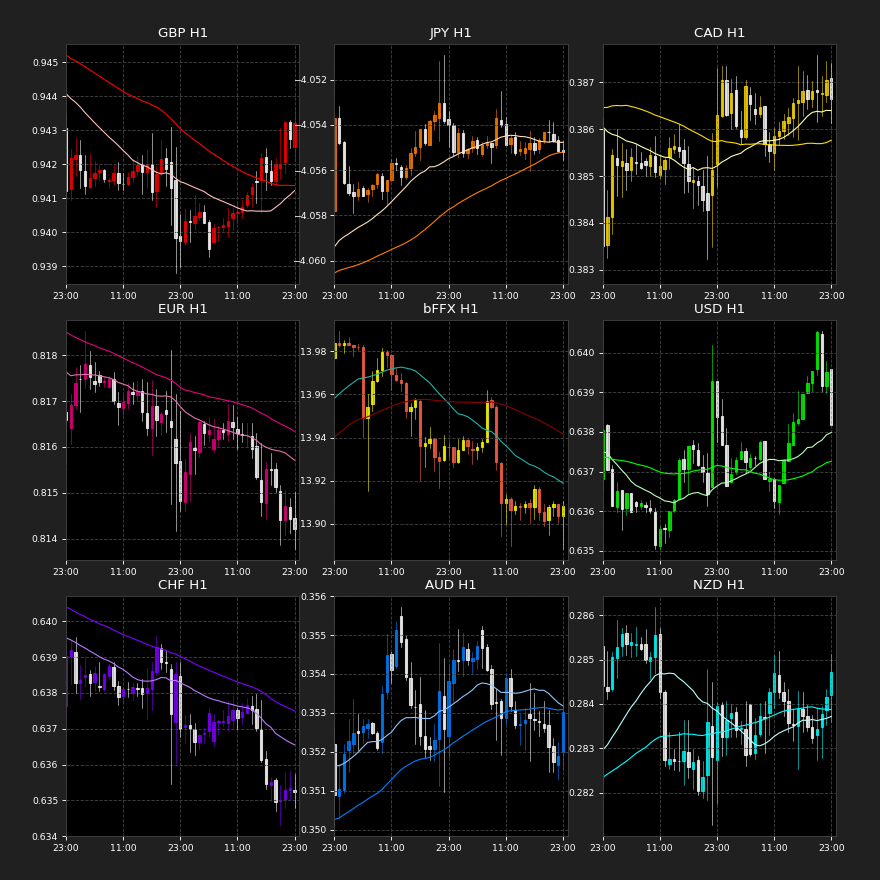 GBP H1
0.945
0.944
0.943
0.942
0.941
0.940
0.939
23:00 11:00 23:00 11:00 23:00
JPY H1
−4.052
−4.054
−4.056
−4.058
−4.060
23:00 11:00 23:00 11:00 23:00
CAD H1
0.387
0.386
0.385
0.384
0.383
23:00 11:00 23:00 11:00 23:00
EUR H1
0.818
0.817
0.816
0.815
0.814
23:00 11:00 23:00 11:00 23:00
bFFX H1
13.98
13.96
13.94
13.92
13.90
23:00 11:00 23:00 11:00 23:00
USD H1
0.640
0.639
0.638
0.637
0.636
0.635
23:00 11:00 23:00 11:00 23:00
CHF H1
0.640
0.639
0.638
0.637
0.636
0.635
0.634
23:00 11:00 23:00 11:00 23:00
AUD H1
0.356
0.355
0.354
0.353
0.352
0.351
0.350
23:00 11:00 23:00 11:00 23:00
NZD H1
0.286
0.285
0.284
0.283
0.282
23:00 11:00 23:00 11:00 23:00